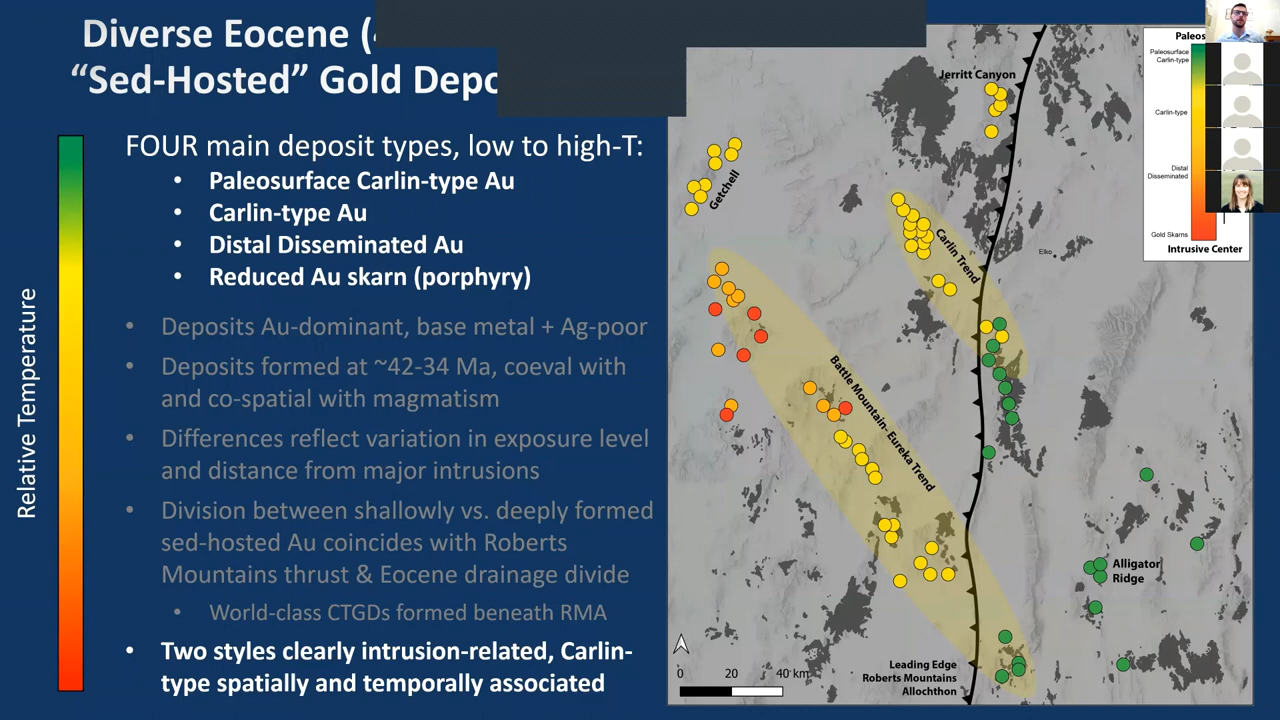 Diverse Eocene (
“Sed-Hosted” Gold
FOUR main deposit types, low to high-T:
• Paleosurface Carlin-type Au
• Carlin-type Au
• Distal Disseminated Au
• Reduced Au skarn (porphyry)
• Deposits Au-dominant, base metal + Ag-poor
• Deposits formed at ~42-34 Ma, coeval with
and co-spatial with magmatism
• Differences reflect variation in exposure level
and distance from major intrusions
• Division between shallowly vs. deeply formed
sed-hosted Au coincides with Roberts
Mountains thrust & Eocene drainage divide
• World-class CTGDs formed beneath RMA
• Two styles clearly intrusion-related, Carlin-
type spatially and temporally associated
Relative Temperature
Jerritt Canyon
Getchell
Carlin Trend
Elko
Battle Mountain- Eureka Trend
Alligator
Ridge
Leading Edge
Roberts Mountains
Allochthon
0 20 40 km
Paleosurface
Carlin-type
Carlin-type
Distal
Disseminated
Gold Skarns
Intrusive Center